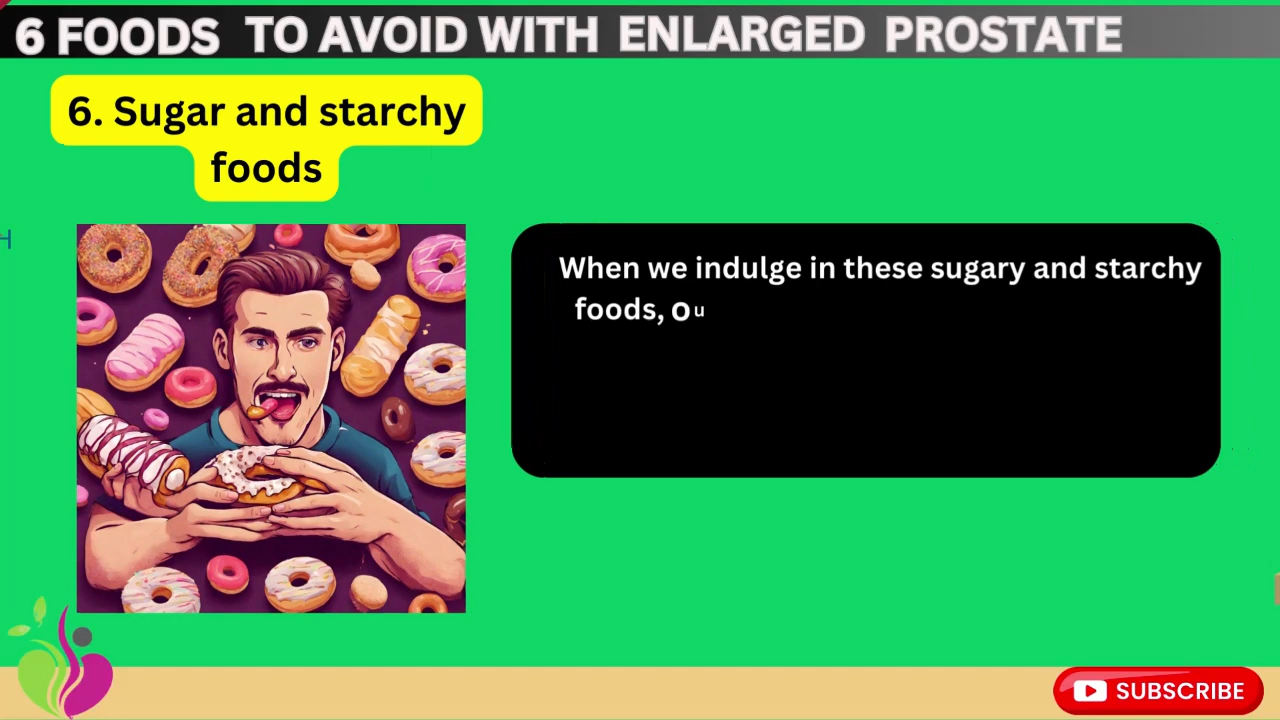 6 FOODS TO AVOID WITH ENLARGED PROSTATE
6. Sugar and starchy
foods
When we indulge in these sugary and starchy
foods, ou
SUBSCRIBE